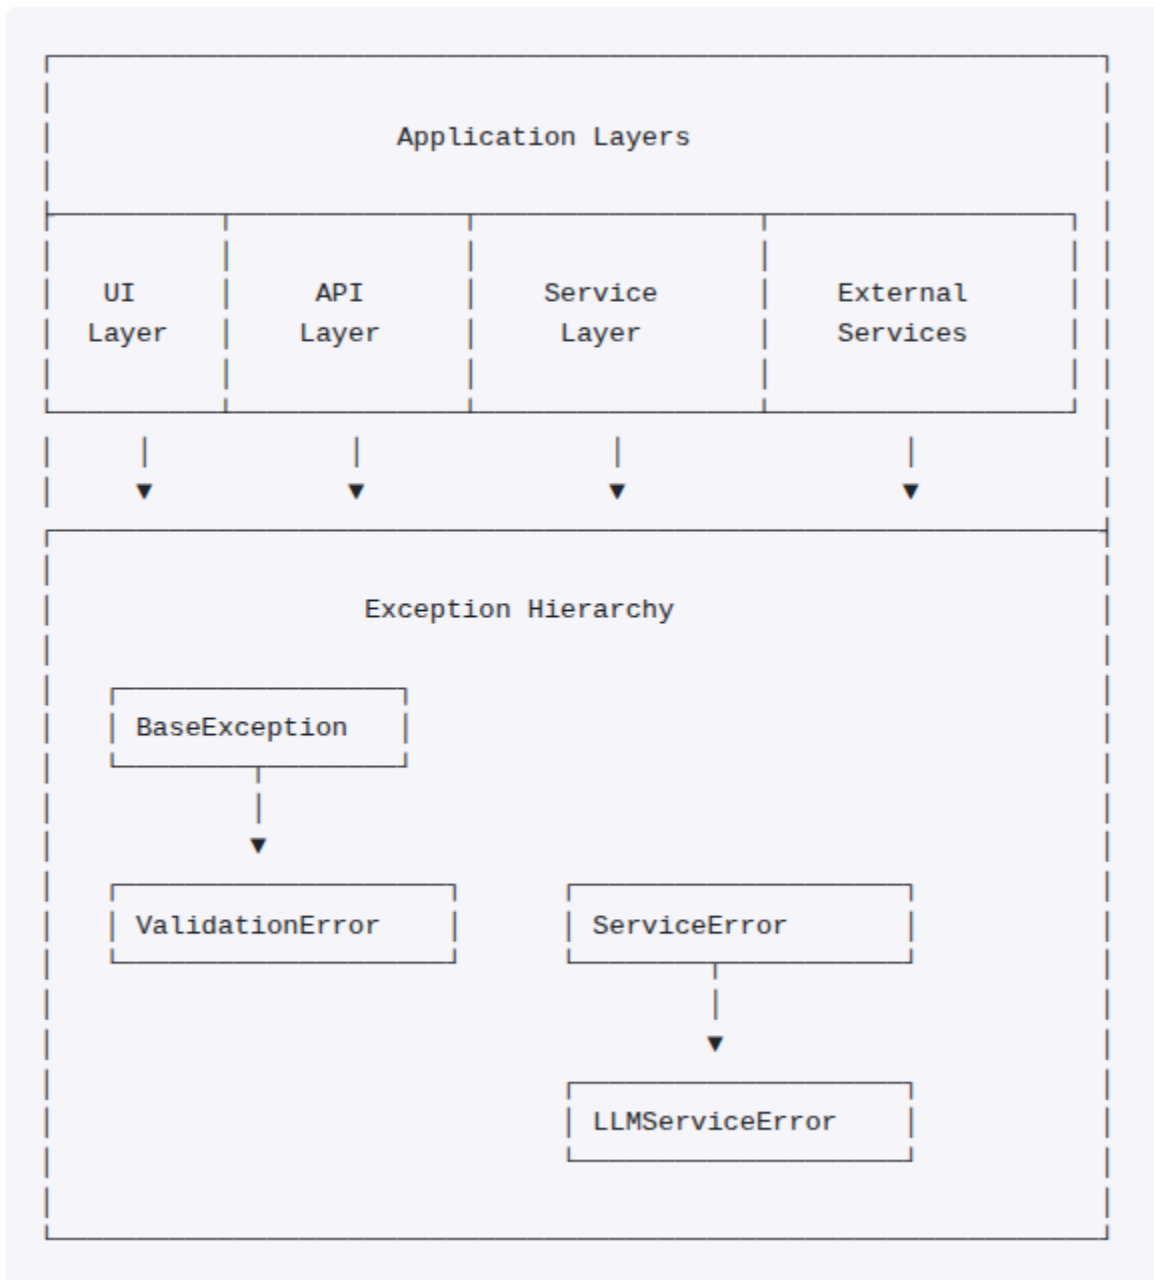 Application Layers
UI API Service External
Layer Layer Layer Services
Exception Hierarchy
BaseException
ValidationError ServiceError
LLMServiceError